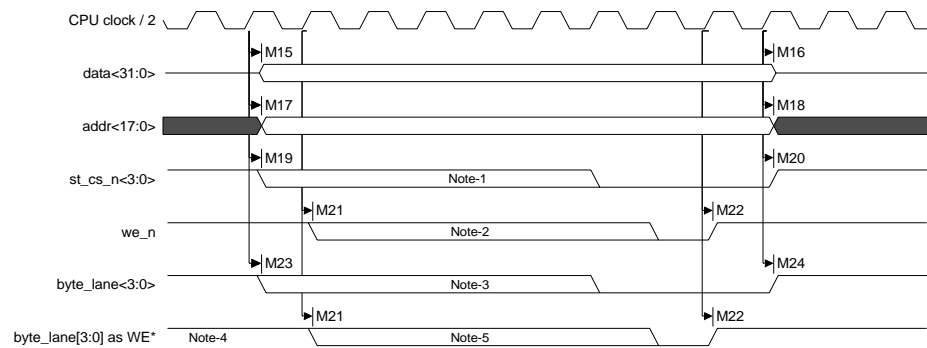 CPU clock / 2
M15 M16
data<31:0>
M17 M18
addr<17:0>
M19 M20
st_cs_n<3:0> Note-1
M21 M22
we_n Note-2
M23 M24
byte_lane<3:0> Note-3
M21 M22
byte_lane[3:0] as WE* Note-4 Note-5